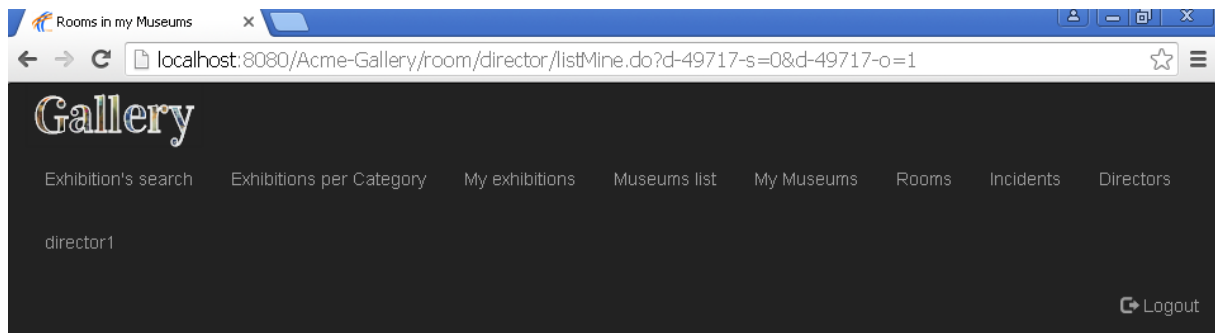 Rooms in my Museums
localhost:8080/Acme-Gallery/room/director/listMine.do?d-49717-s=0&d-49717-o=1
Gallery
Exhibition's search Exhibitions per Category My exhibitions Museums list My Museums Rooms Incidents Directors
director1
Logout